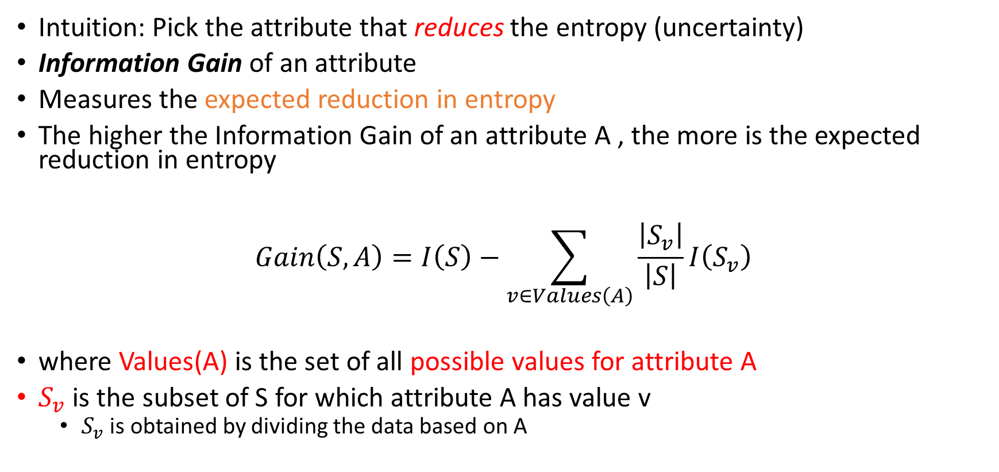 • Intuition: Pick the attribute that reduces the entropy (uncertainty)
• Information Gain of an attribute
• Measures the expected reduction in entropy
• The higher the Information Gain of an attribute A , the more is the expected
reduction in entropy
Gain(S, A) = I(S) − ∑_{v∈Values(A)} |S_v|/|S| I(S_v)
• where Values(A) is the set of all possible values for attribute A
• S_v is the subset of S for which attribute A has value v
• S_v is obtained by dividing the data based on A